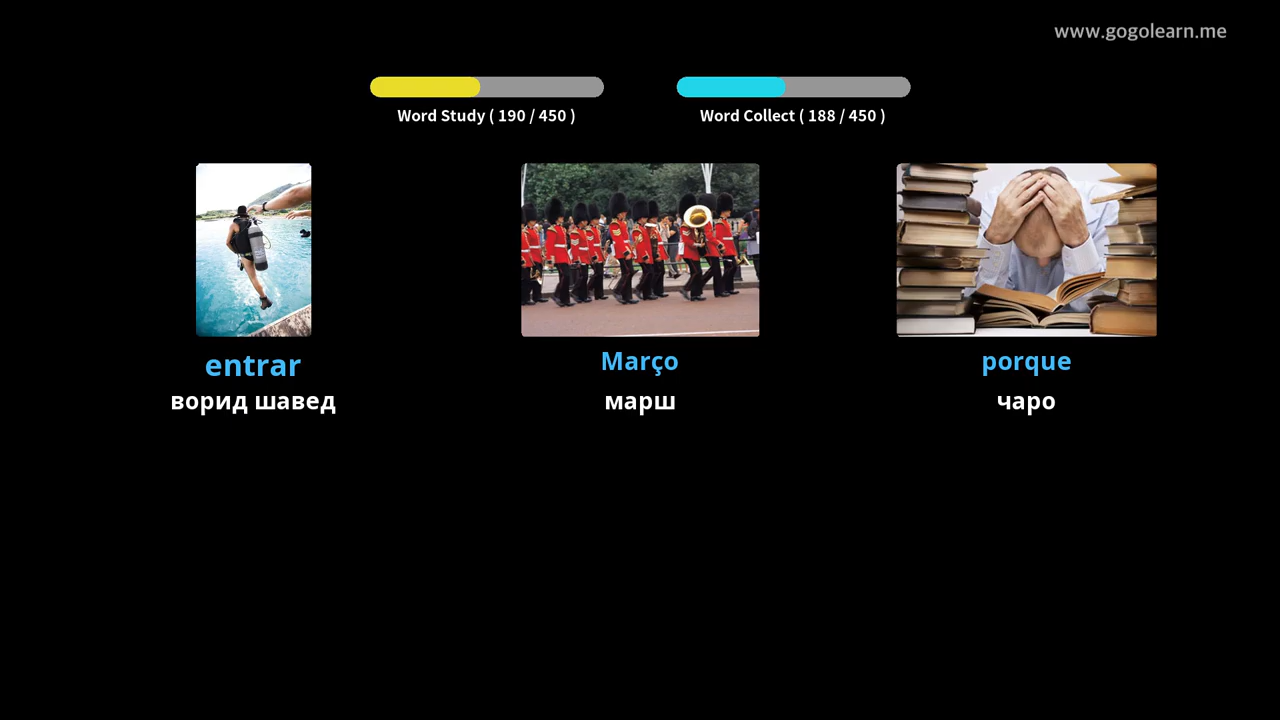 www.gogolearn.me
Word Study ( 190 / 450 )
Word Collect ( 188 / 450 )
entrar
Março
porque
ворид шавед
марш
чаро